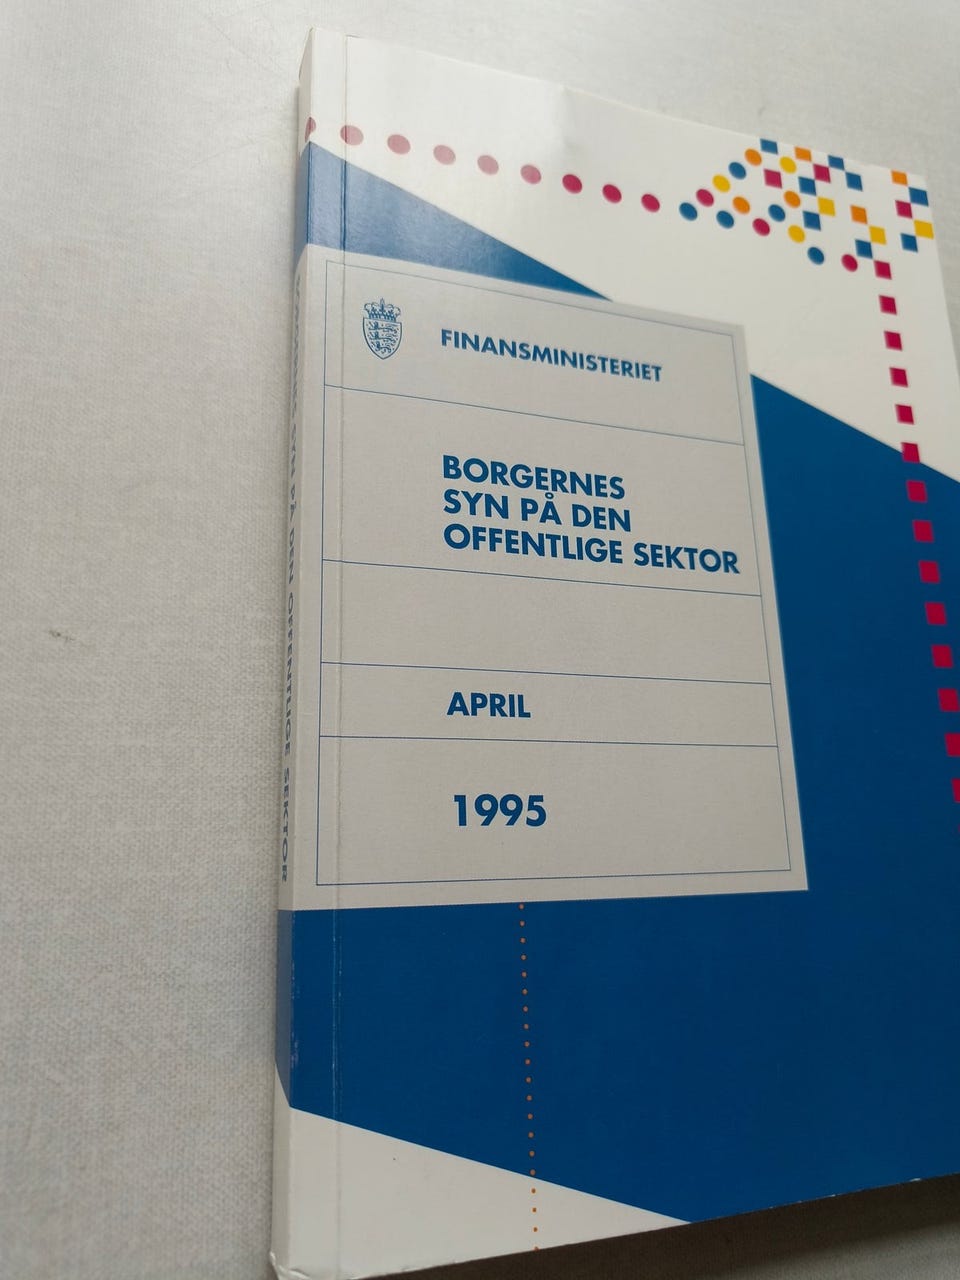 FINANSMINISTERIET
BORGERNES
SYN PÅ DEN
OFFENTLIGE SEKTOR
APRIL
1995
BORGERNES SYN PÅ DEN OFFENTLIGE SEKTOR